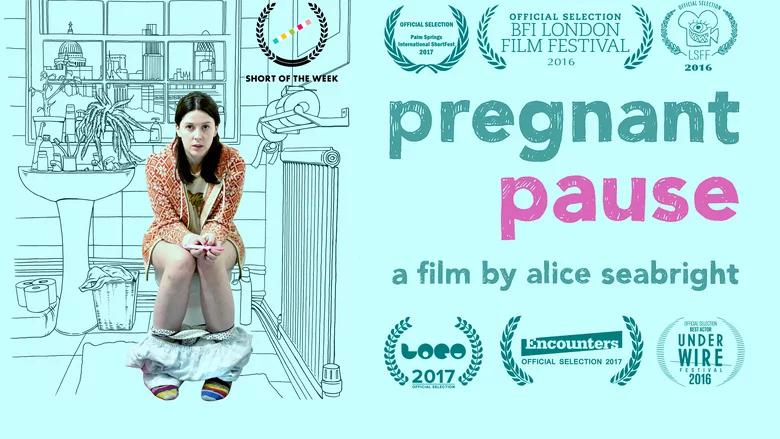 SHORT OF THE WEEK
OFFICIAL SELECTION
Palm Springs
International ShortFest
2017
OFFICIAL SELECTION
BFI LONDON
FILM FESTIVAL
2016
OFFICIAL SELECTION
LSFF
2016
pregnant
pause
a film by alice seabright
LOCO
2017
OFFICIAL SELECTION
Encounters
OFFICIAL SELECTION 2017
OFFICIAL SELECTION
BEST ACTOR
UNDER
WIRE
FESTIVAL
2016